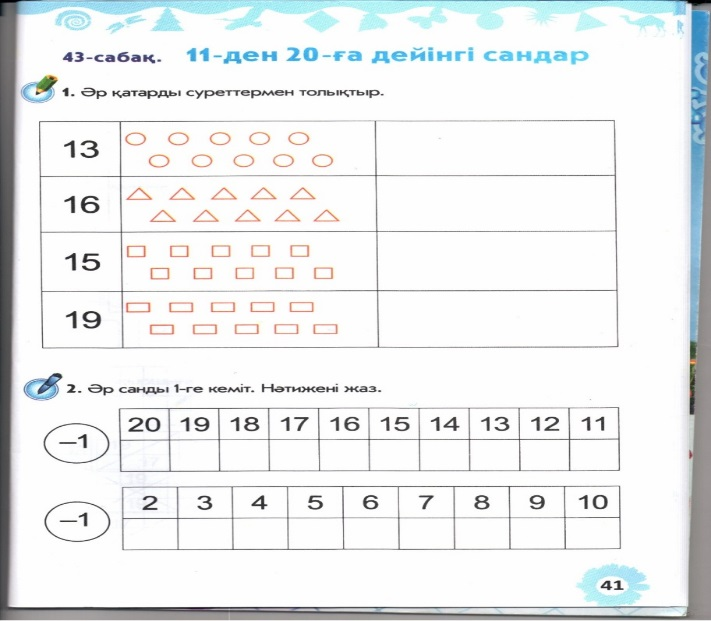 43-сабақ. 11-ден 20-ға дейінгі сандар
1. Әр қатарды суреттермен толықтыр.
13
16
15
19
2. Әр санды 1-ге кеміт. Нәтижені жаз.
–1
20 19 18 17 16 15 14 13 12 11
–1
2 3 4 5 6 7 8 9 10
41